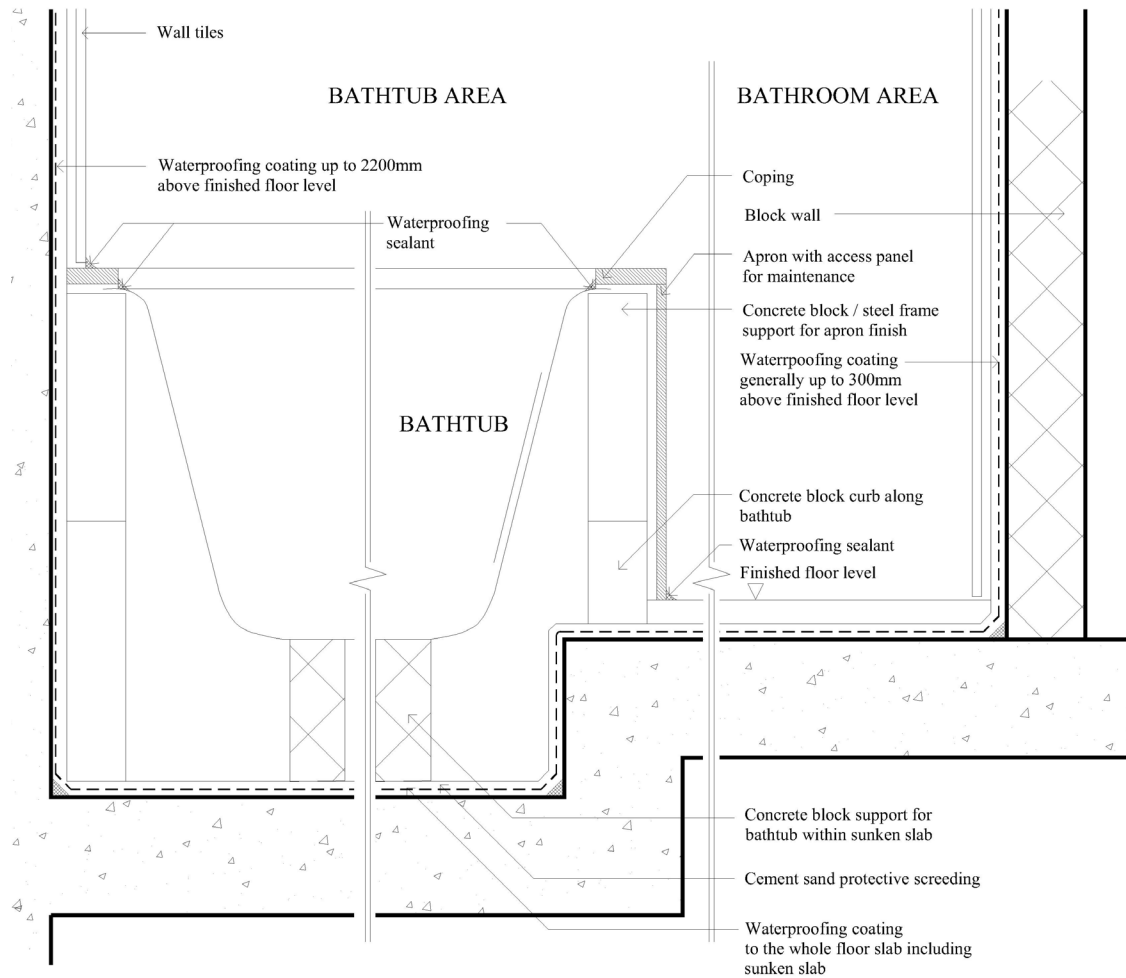 Wall tiles
BATHTUB AREA
BATHROOM AREA
Waterproofing coating up to 2200mm
above finished floor level
Coping
Block wall
Waterproofing
sealant
Apron with access panel
for maintenance
Concrete block / steel frame
support for apron finish
Waterrpoofing coating
generally up to 300mm
above finished floor level
BATHTUB
Concrete block curb along
bathtub
Waterproofing sealant
Finished floor level
Concrete block support for
bathtub within sunken slab
Cement sand protective screeding
Waterproofing coating
to the whole floor slab including
sunken slab